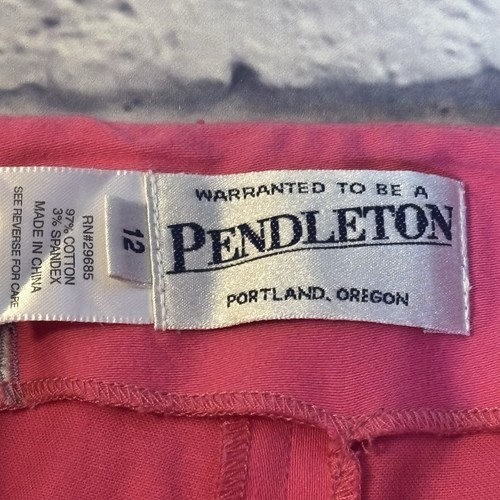 WARRANTED TO BE A
PENDLETON
PORTLAND, OREGON
12
RN#29685
97% COTTON
3% SPANDEX
MADE IN CHINA
SEE REVERSE FOR CARE